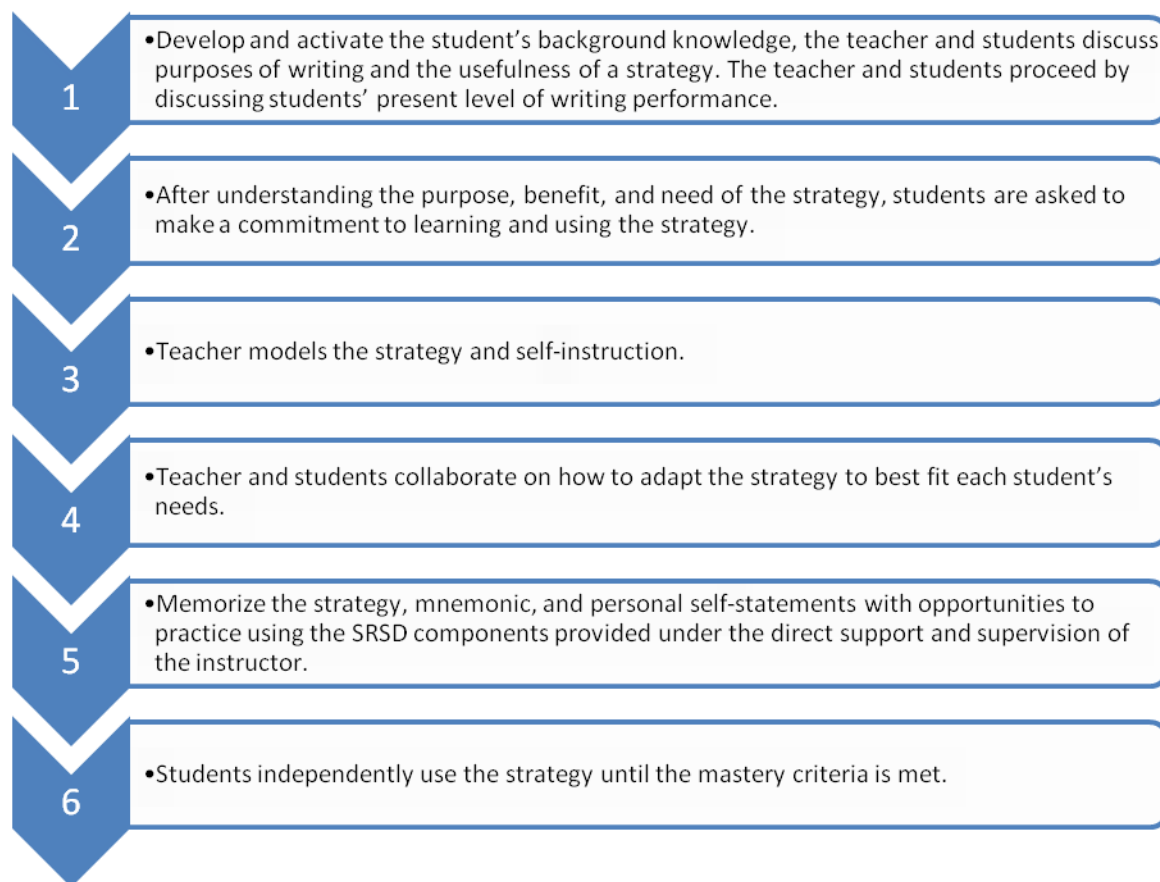 1
•Develop and activate the student’s background knowledge, the teacher and students discuss
purposes of writing and the usefulness of a strategy. The teacher and students proceed by
discussing students’ present level of writing performance.
2
•After understanding the purpose, benefit, and need of the strategy, students are asked to
make a commitment to learning and using the strategy.
3
•Teacher models the strategy and self-instruction.
4
•Teacher and students collaborate on how to adapt the strategy to best fit each student’s
needs.
5
•Memorize the strategy, mnemonic, and personal self-statements with opportunities to
practice using the SRSD components provided under the direct support and supervision of
the instructor.
6
•Students independently use the strategy until the mastery criteria is met.